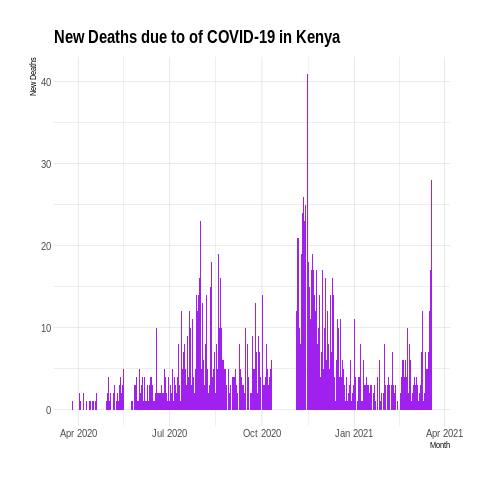 New Deaths due to of COVID-19 in Kenya
New Deaths
40
30
20
10
0
Apr 2020
Jul 2020
Oct 2020
Jan 2021
Apr 2021
Month